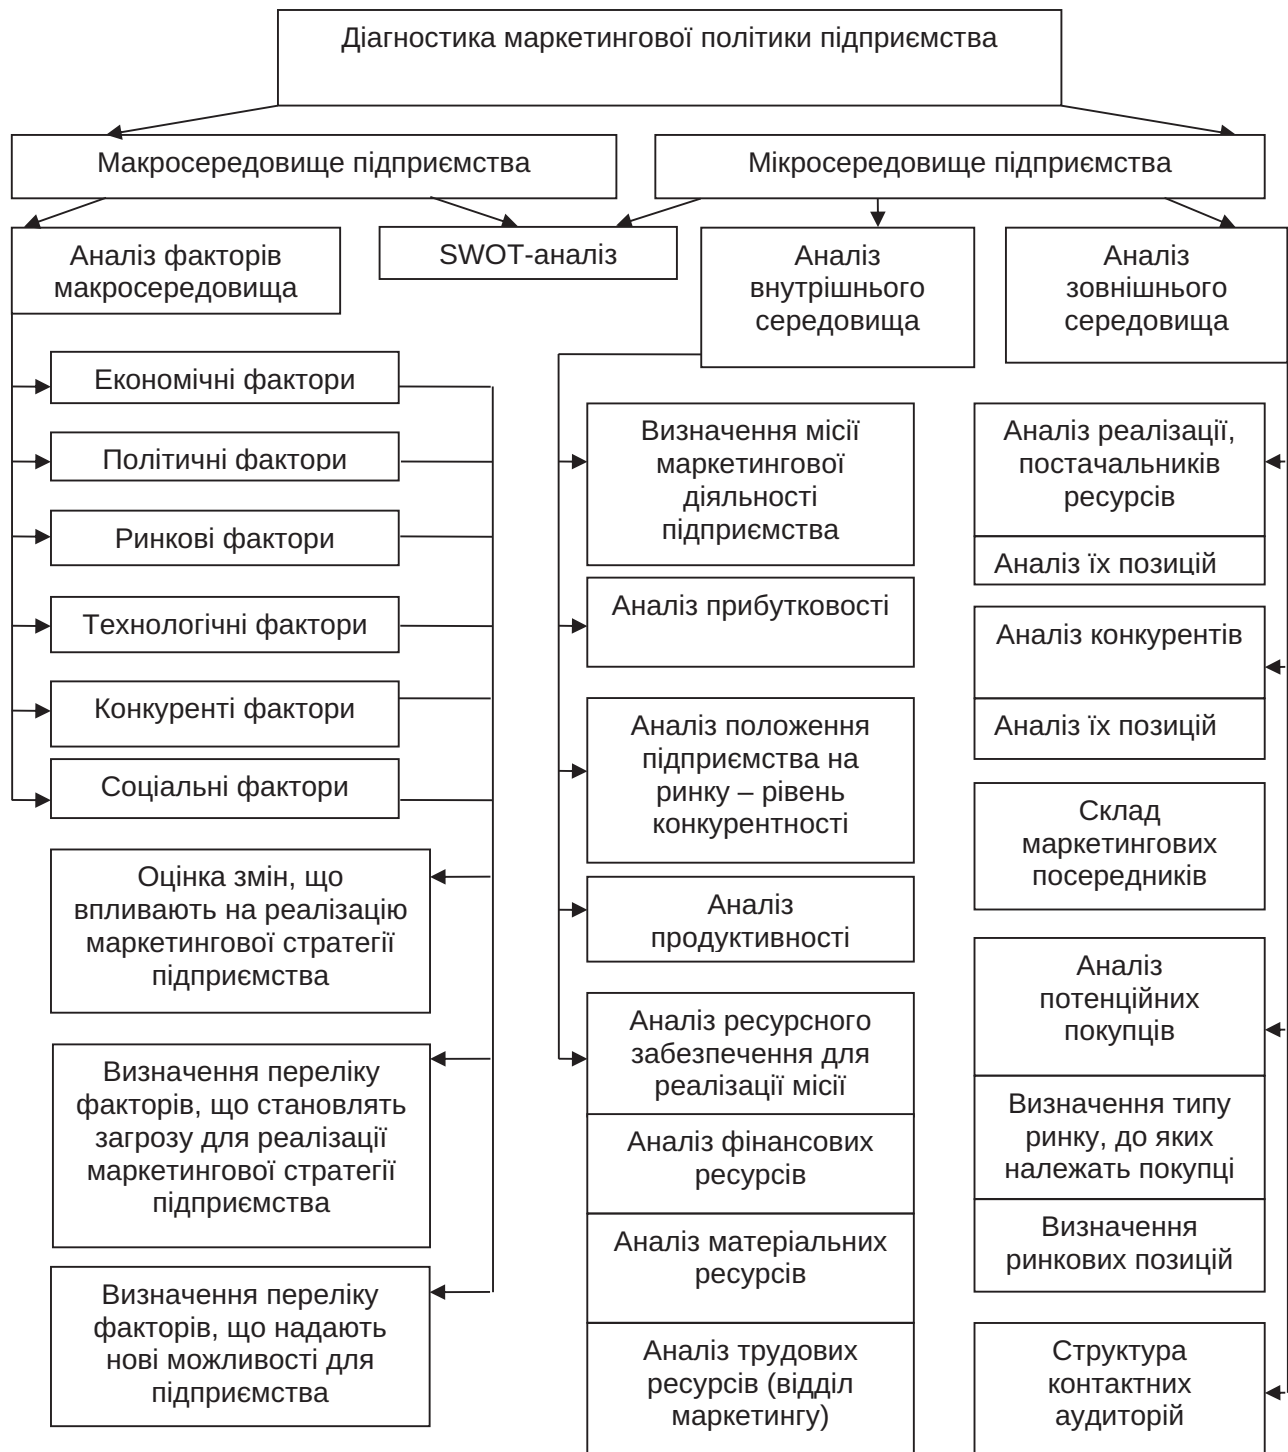 Діагностика маркетингової політики підприємства
Макросередовище підприємства
Мікросередовище підприємства
Аналіз факторів
макросередовища
SWOT-аналіз
Аналіз
внутрішнього
середовища
Аналіз
зовнішнього
середовища
Економічні фактори
Політичні фактори
Ринкові фактори
Технологічні фактори
Конкуренті фактори
Соціальні фактори
Оцінка змін, що
впливають на реалізацію
маркетингової стратегії
підприємства
Визначення переліку
факторів, що становлять
загрозу для реалізації
маркетингової стратегії
підприємства
Визначення переліку
факторів, що надають
нові можливості для
підприємства
Визначення місії
маркетингової
діяльності
підприємства
Аналіз прибутковості
Аналіз положення
підприємства на
ринку – рівень
конкурентності
Аналіз
продуктивності
Аналіз ресурсного
забезпечення для
реалізації місії
Аналіз фінансових
ресурсів
Аналіз матеріальних
ресурсів
Аналіз трудових
ресурсів (відділ
маркетингу)
Аналіз реалізації,
постачальників
ресурсів
Аналіз їх позицій
Аналіз конкурентів
Аналіз їх позицій
Склад
маркетингових
посередників
Аналіз
потенційних
покупців
Визначення типу
ринку, до яких
належать покупці
Визначення
ринкових позицій
Структура
контактних
аудиторій